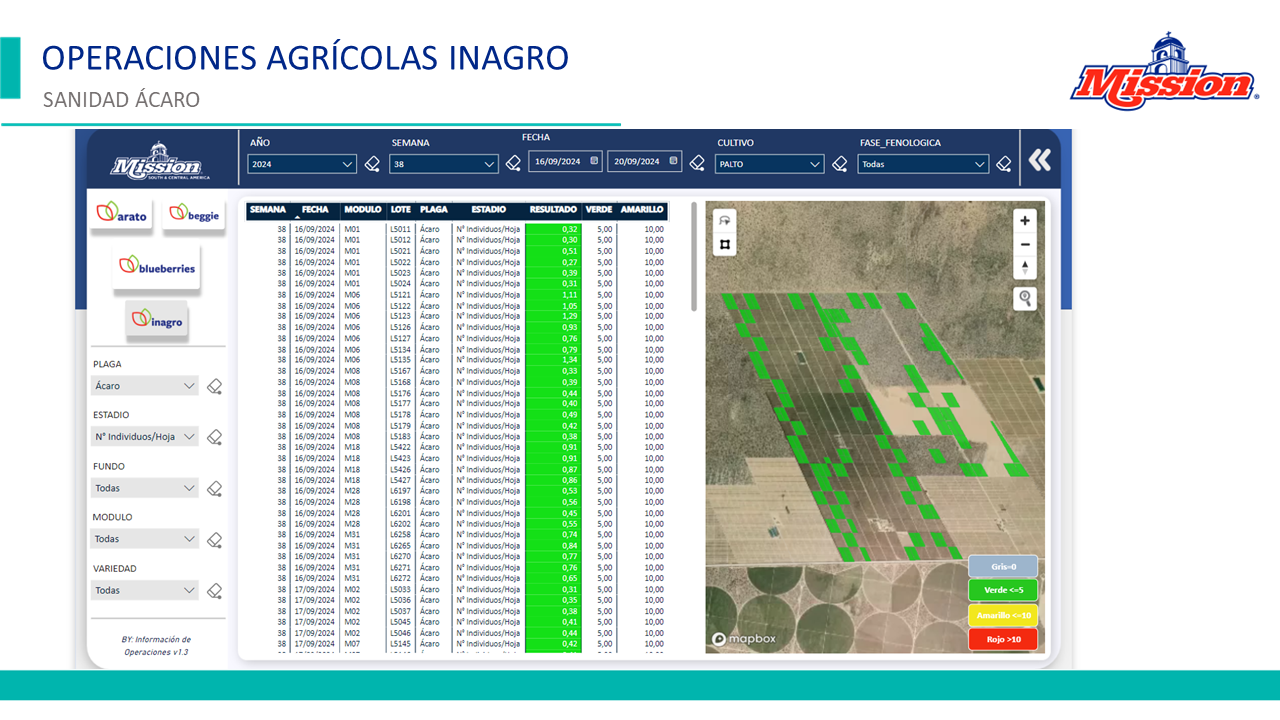 OPERACIONES AGRÍCOLAS INAGRO
SANIDAD ÁCARO
Mission
Mission
SOUTH & CENTRAL AMERICA
AÑO
2024
SEMANA
38
FECHA
16/09/2024 20/09/2024
CULTIVO
PALTO
FASE_FENOLOGICA
Todas
arato
beggie
blueberries
inagro
PLAGA
Ácaro
ESTADIO
N° Individuos/Hoja
FUNDO
Todas
MODULO
Todas
VARIEDAD
Todas
BY: Información de
Operaciones v1.3
SEMANA FECHA MODULO LOTE PLAGA ESTADIO RESULTADO VERDE AMARILLO
38 16/09/2024 M01 L5011 Ácaro N° Individuos/Hoja 0,32 5,00 10,00
38 16/09/2024 M01 L5012 Ácaro N° Individuos/Hoja 0,30 5,00 10,00
38 16/09/2024 M01 L5021 Ácaro N° Individuos/Hoja 0,51 5,00 10,00
38 16/09/2024 M01 L5022 Ácaro N° Individuos/Hoja 0,27 5,00 10,00
38 16/09/2024 M01 L5023 Ácaro N° Individuos/Hoja 0,39 5,00 10,00
38 16/09/2024 M01 L5024 Ácaro N° Individuos/Hoja 0,31 5,00 10,00
38 16/09/2024 M06 L5121 Ácaro N° Individuos/Hoja 1,11 5,00 10,00
38 16/09/2024 M06 L5122 Ácaro N° Individuos/Hoja 1,05 5,00 10,00
38 16/09/2024 M06 L5123 Ácaro N° Individuos/Hoja 1,29 5,00 10,00
38 16/09/2024 M06 L5126 Ácaro N° Individuos/Hoja 0,93 5,00 10,00
38 16/09/2024 M06 L5127 Ácaro N° Individuos/Hoja 0,76 5,00 10,00
38 16/09/2024 M06 L5134 Ácaro N° Individuos/Hoja 0,79 5,00 10,00
38 16/09/2024 M06 L5135 Ácaro N° Individuos/Hoja 1,34 5,00 10,00
38 16/09/2024 M08 L5167 Ácaro N° Individuos/Hoja 0,33 5,00 10,00
38 16/09/2024 M08 L5168 Ácaro N° Individuos/Hoja 0,39 5,00 10,00
38 16/09/2024 M08 L5176 Ácaro N° Individuos/Hoja 0,44 5,00 10,00
38 16/09/2024 M08 L5177 Ácaro N° Individuos/Hoja 0,40 5,00 10,00
38 16/09/2024 M08 L5178 Ácaro N° Individuos/Hoja 0,49 5,00 10,00
38 16/09/2024 M08 L5179 Ácaro N° Individuos/Hoja 0,42 5,00 10,00
38 16/09/2024 M08 L5183 Ácaro N° Individuos/Hoja 0,38 5,00 10,00
38 16/09/2024 M18 L5422 Ácaro N° Individuos/Hoja 0,91 5,00 10,00
38 16/09/2024 M18 L5423 Ácaro N° Individuos/Hoja 0,91 5,00 10,00
38 16/09/2024 M18 L5426 Ácaro N° Individuos/Hoja 0,87 5,00 10,00
38 16/09/2024 M18 L5427 Ácaro N° Individuos/Hoja 0,86 5,00 10,00
38 16/09/2024 M28 L6197 Ácaro N° Individuos/Hoja 0,53 5,00 10,00
38 16/09/2024 M28 L6198 Ácaro N° Individuos/Hoja 0,56 5,00 10,00
38 16/09/2024 M28 L6201 Ácaro N° Individuos/Hoja 0,45 5,00 10,00
38 16/09/2024 M28 L6202 Ácaro N° Individuos/Hoja 0,55 5,00 10,00
38 16/09/2024 M31 L6258 Ácaro N° Individuos/Hoja 0,74 5,00 10,00
38 16/09/2024 M31 L6265 Ácaro N° Individuos/Hoja 0,84 5,00 10,00
38 16/09/2024 M31 L6270 Ácaro N° Individuos/Hoja 0,77 5,00 10,00
38 16/09/2024 M31 L6271 Ácaro N° Individuos/Hoja 0,76 5,00 10,00
38 16/09/2024 M31 L6272 Ácaro N° Individuos/Hoja 0,65 5,00 10,00
38 17/09/2024 M02 L5033 Ácaro N° Individuos/Hoja 0,31 5,00 10,00
38 17/09/2024 M02 L5036 Ácaro N° Individuos/Hoja 0,35 5,00 10,00
38 17/09/2024 M02 L5037 Ácaro N° Individuos/Hoja 0,38 5,00 10,00
38 17/09/2024 M02 L5045 Ácaro N° Individuos/Hoja 0,41 5,00 10,00
38 17/09/2024 M02 L5046 Ácaro N° Individuos/Hoja 0,44 5,00 10,00
38 17/09/2024 M07 L5145 Ácaro N° Individuos/Hoja 0,42 5,00 10,00
Gris=0
Verde <=5
Amarillo <=10
Rojo >10
mapbox